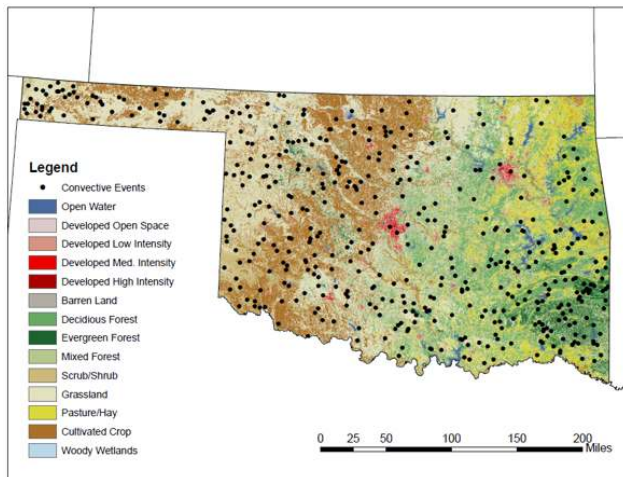 Legend
Convective Events
Open Water
Developed Open Space
Developed Low Intensity
Developed Med. Intensity
Developed High Intensity
Barren Land
Decidious Forest
Evergreen Forest
Mixed Forest
Scrub/Shrub
Grassland
Pasture/Hay
Cultivated Crop
Woody Wetlands
0 25 50 100 150 200
Miles